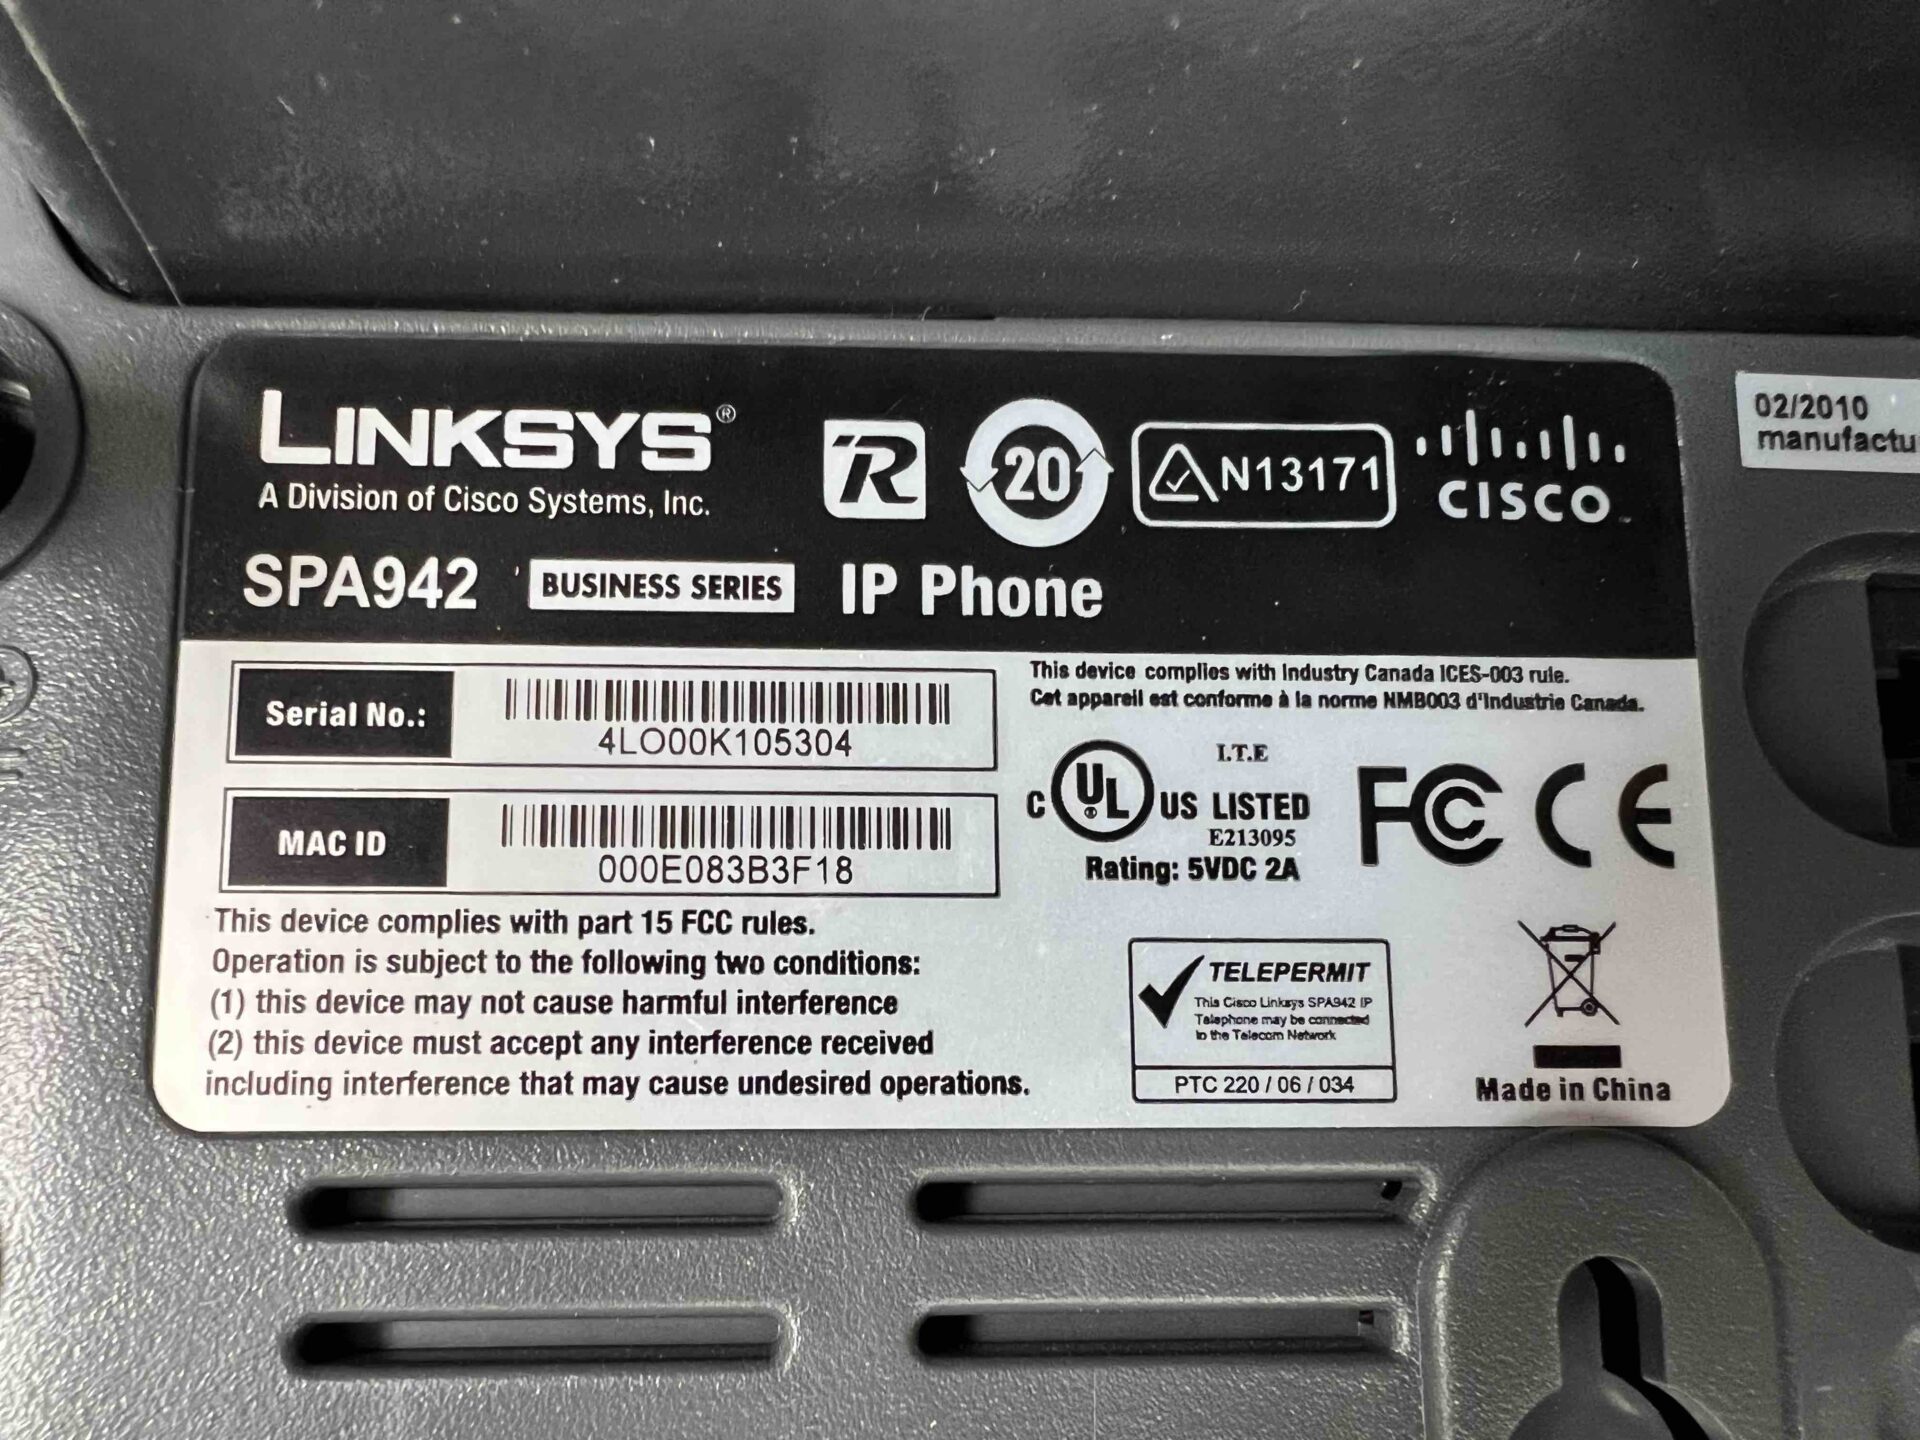 LINKSYS®
A Division of Cisco Systems, Inc.
R
20
N13171
CISCO
02/2010
manufactu
SPA942 BUSINESS SERIES IP Phone
Serial No.: 4LO00K105304
MAC ID 000E083B3F18
This device complies with part 15 FCC rules.
Operation is subject to the following two conditions:
(1) this device may not cause harmful interference
(2) this device must accept any interference received
including interference that may cause undesired operations.
This device complies with Industry Canada ICES-003 rule.
Cet appareil est conforme à la norme NMB003 d'Industrie Canada.
I.T.E
C UL US LISTED
E213095
Rating: 5VDC 2A
FCC CE
TELEPERMIT
This Cisco Linksys SPA942 IP
Telephone may be connected
to the Telecom Network
PTC 220 / 06 / 034
Made in China